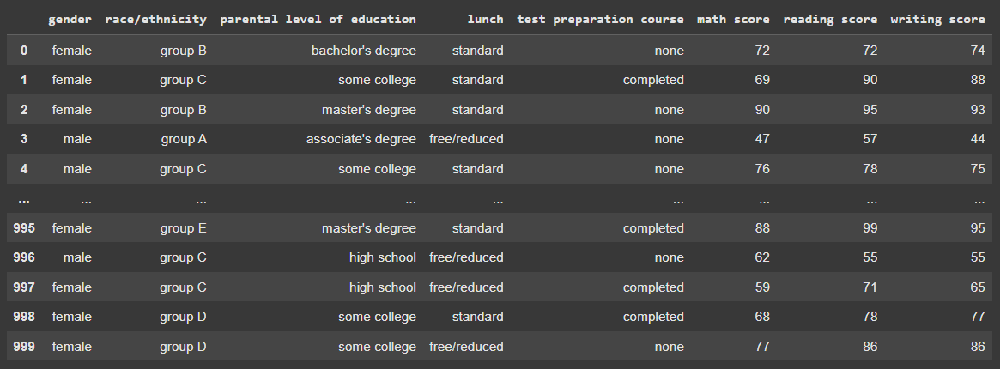 gender race/ethnicity parental level of education lunch test preparation course math score reading score writing score
0 female group B bachelor's degree standard none 72 72 74
1 female group C some college standard completed 69 90 88
2 female group B master's degree standard none 90 95 93
3 male group A associate's degree free/reduced none 47 57 44
4 male group C some college standard none 76 78 75
... ... ... ... ... ... ... ... ...
995 female group E master's degree standard completed 88 99 95
996 male group C high school free/reduced none 62 55 55
997 female group C high school free/reduced completed 59 71 65
998 female group D some college standard completed 68 78 77
999 female group D some college free/reduced none 77 86 86